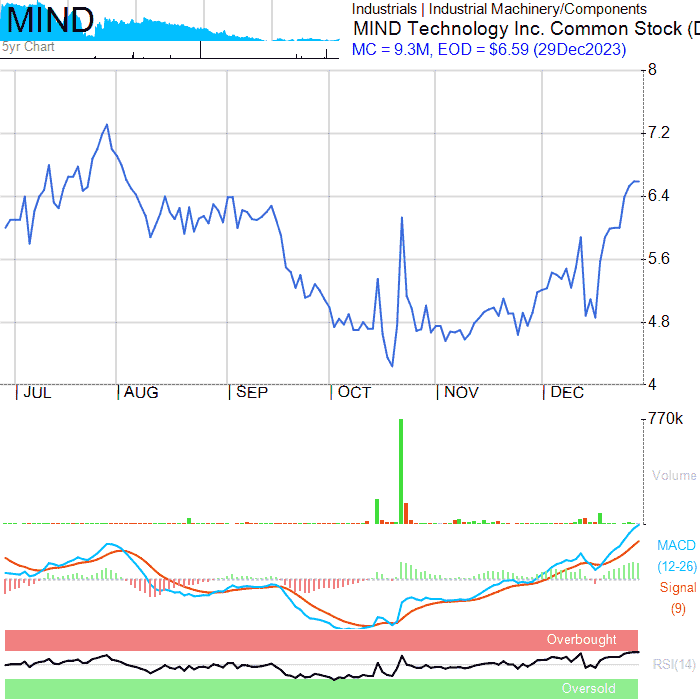 MIND
5yr Chart
Industrials | Industrial Machinery/Components
MIND Technology Inc. Common Stock (D
MC = 9.3M, EOD = $6.59 (29Dec2023)
8
7.2
6.4
5.6
4.8
4
JUL AUG SEP OCT NOV DEC
770k
Volume
MACD
(12-26)
Signal
(9)
Overbought
RSI(14)
Oversold